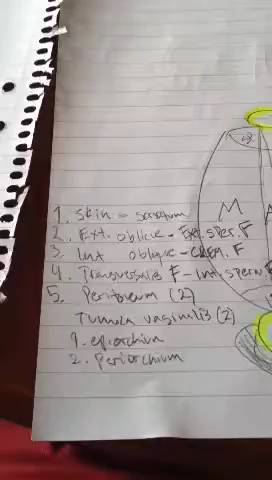 1. Skin - scrotum
2. Ext. oblique - Ext. sper. F
3. Int oblique - CREM. F
4. Transversalis F - Int. sperm F
5. Peritoneum (2)
Tunica vaginalis (2)
1. epiorchium
2. Periorchium
M